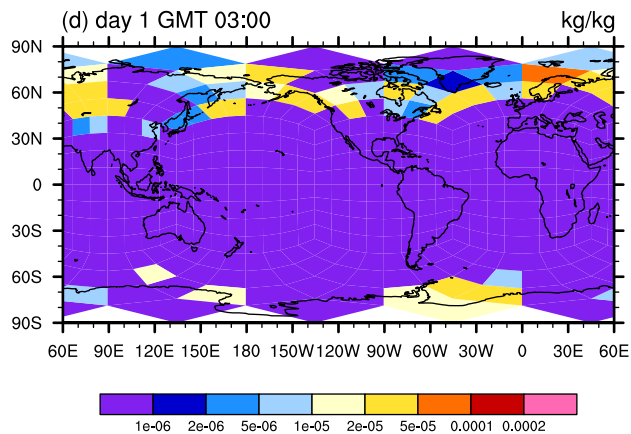 (d) day 1 GMT 03:00 kg/kg
90N
60N
30N
0
30S
60S
90S
60E 90E 120E 150E 180 150W 120W 90W 60W 30W 0 30E 60E
1e-06 2e-06 5e-06 1e-05 2e-05 5e-05 0.0001 0.0002